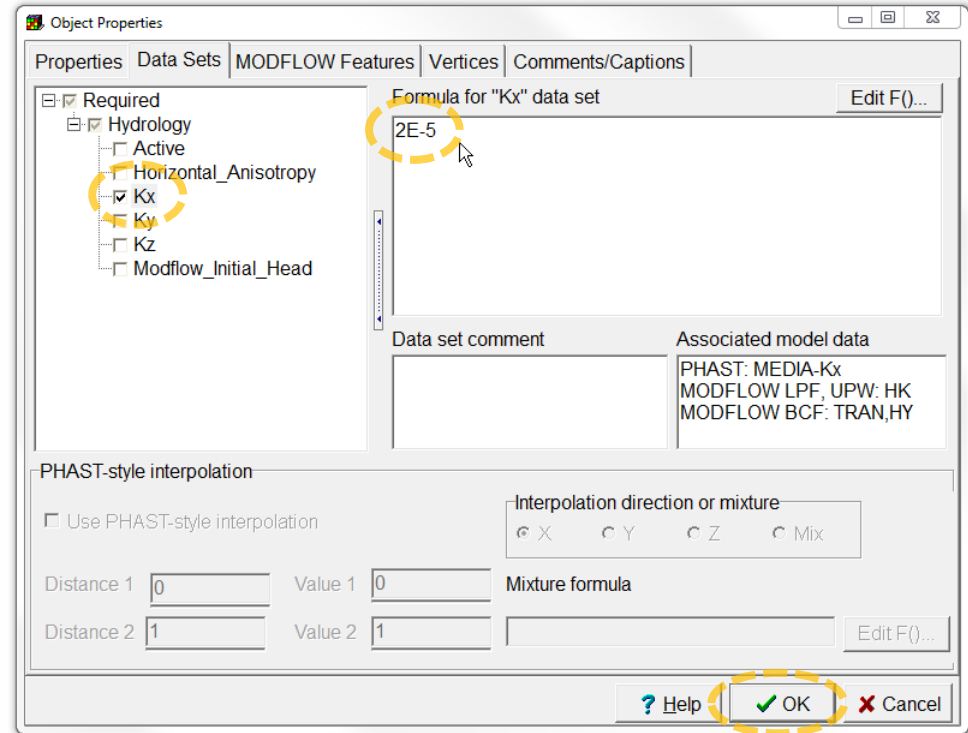 Object Properties
Properties Data Sets MODFLOW Features Vertices Comments/Captions
Required
Hydrology
Active
Horizontal_Anisotropy
Kx
Ky
Kz
Modflow_Initial_Head
Formula for "Kx" data set
Edit F()...
2E-5
Data set comment
Associated model data
PHAST: MEDIA-Kx
MODFLOW LPF, UPW: HK
MODFLOW BCF: TRAN,HY
PHAST-style interpolation
Use PHAST-style interpolation
Interpolation direction or mixture
X Y Z Mix
Distance 1 0 Value 1 0 Mixture formula
Distance 2 1 Value 2 1 Edit F()...
? Help OK Cancel